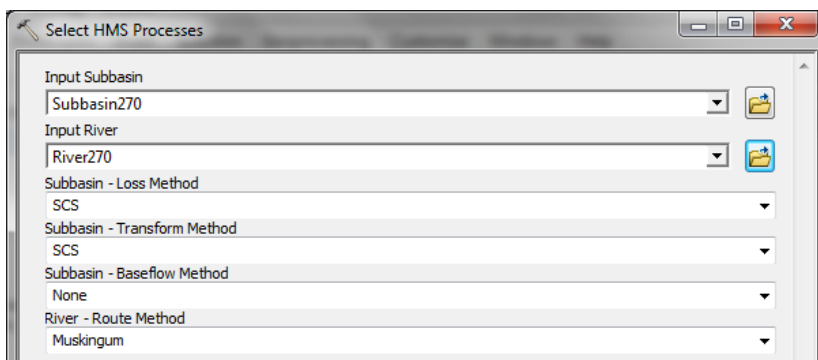 Select HMS Processes
Input Subbasin
Subbasin270
Input River
River270
Subbasin - Loss Method
SCS
Subbasin - Transform Method
SCS
Subbasin - Baseflow Method
None
River - Route Method
Muskingum